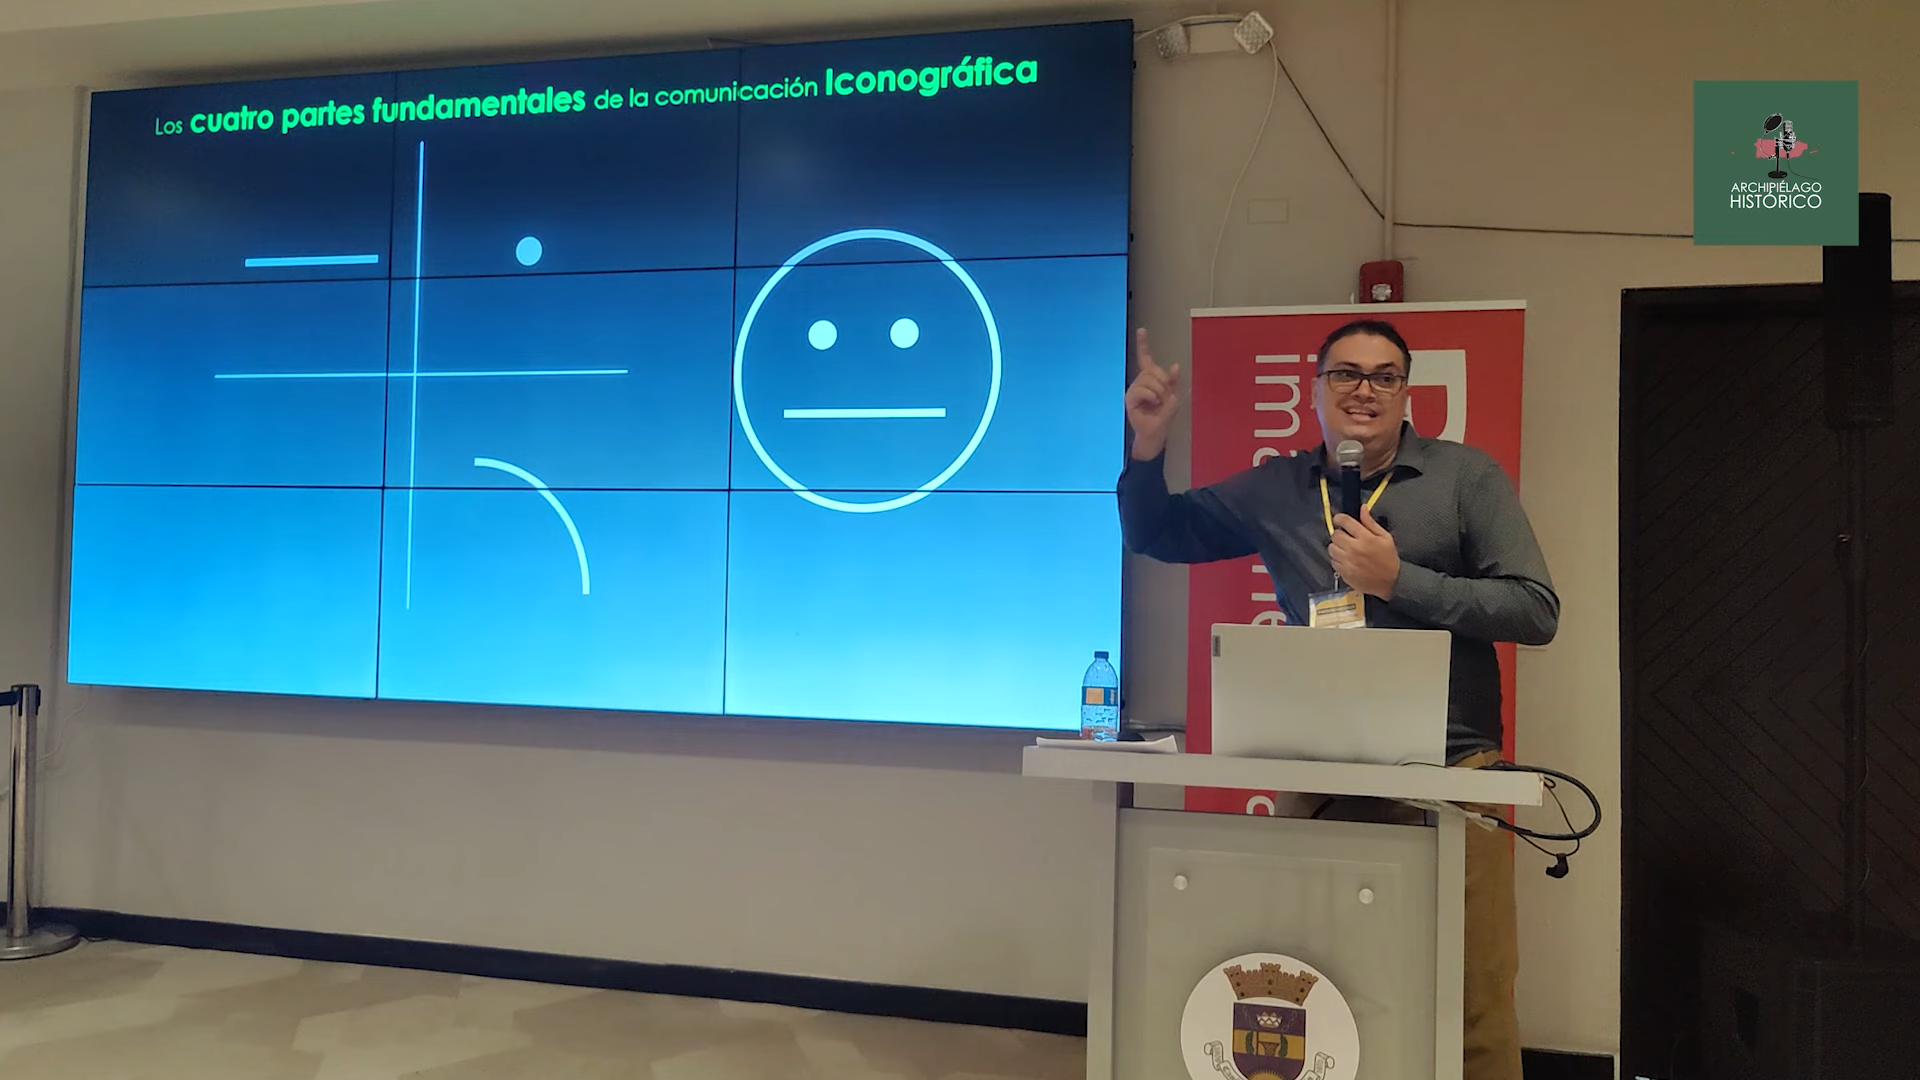 Los cuatro partes fundamentales de la comunicación Iconográfica
ARCHIPIÉLAGO
HISTÓRICO